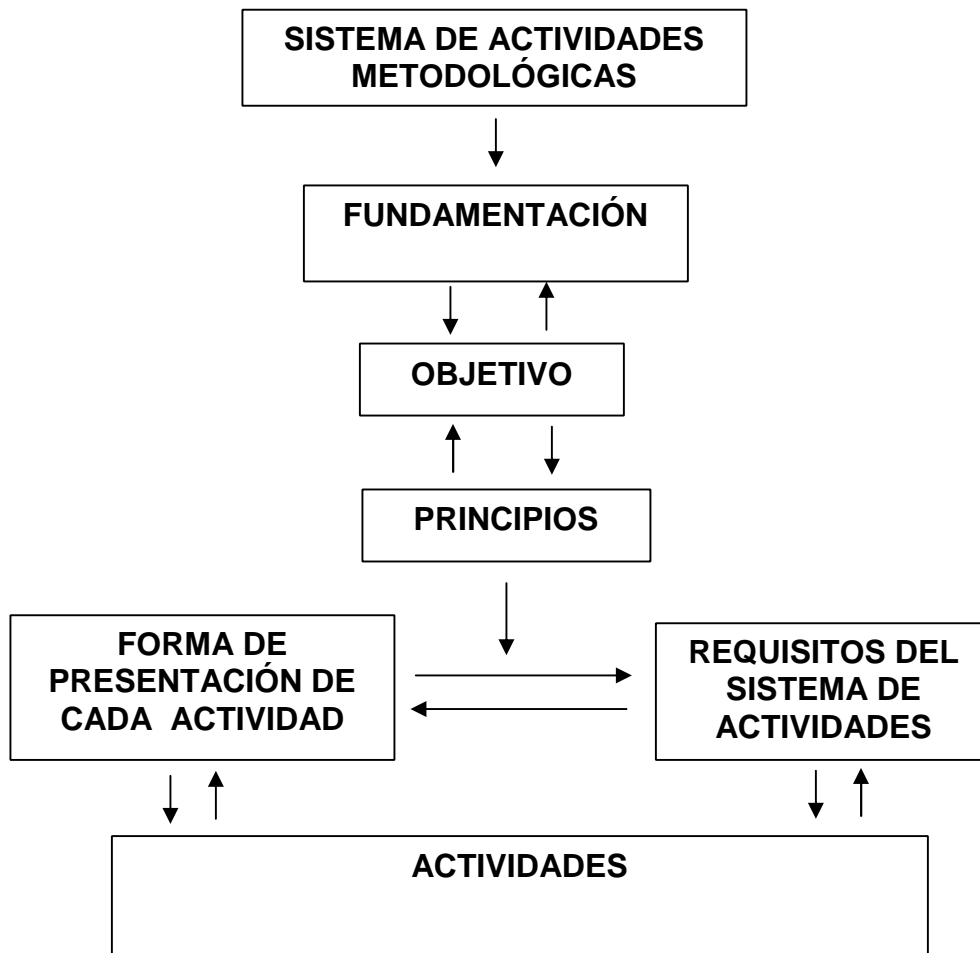 SISTEMA DE ACTIVIDADES
METODOLÓGICAS
FUNDAMENTACIÓN
OBJETIVO
PRINCIPIOS
FORMA DE
PRESENTACIÓN DE
CADA ACTIVIDAD
REQUISITOS DEL
SISTEMA DE
ACTIVIDADES
ACTIVIDADES